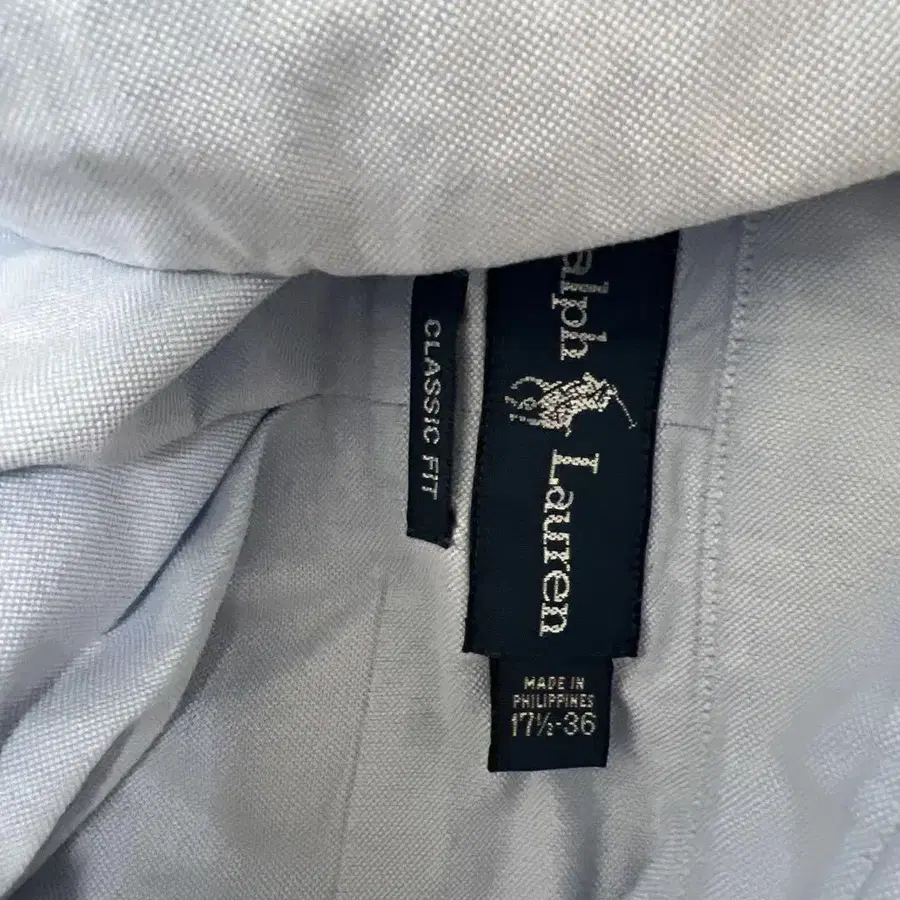 CLASSIC FIT
alph Lauren
MADE IN
PHILIPPINES
17½-36